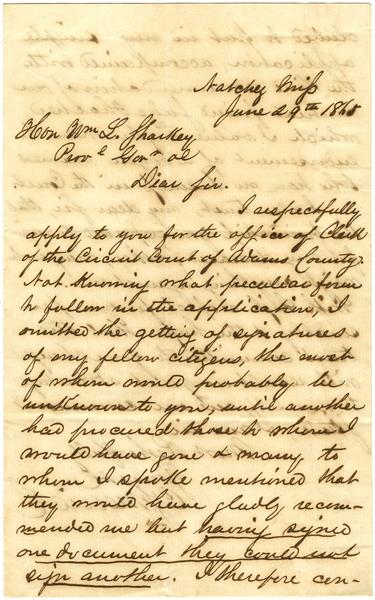 Natchez Miss
June 29th 1865
Hon Wm L. Sharkey
Provl Govr &c
Dear Sir.
I respectfully
apply to you for the office of Clerk
of the Circuit Court of Adams County.
Not Knowing what peculiar form
to follow in the application, I
omitted the getting of signatures
of my fellow citizens, the most
of whom would probably be
unknown to you, until another
had procured those to whom I
would have gone & many to
whom I spoke mentioned that
they would have gladly recom-
mended me but having signed
one document they could not
sign another. I therefore con-